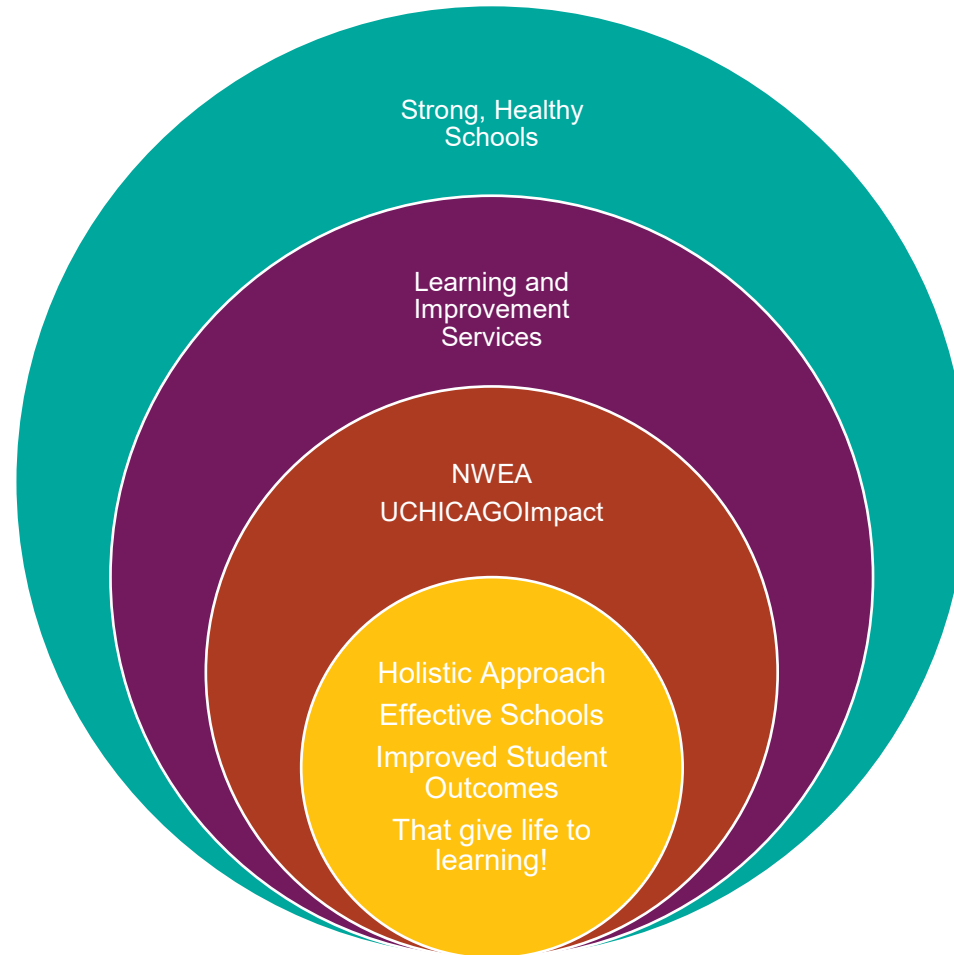 Strong, Healthy
Schools
Learning and
Improvement
Services
NWEA
UCHICAGOImpact
Holistic Approach
Effective Schools
Improved Student
Outcomes
That give life to
learning!